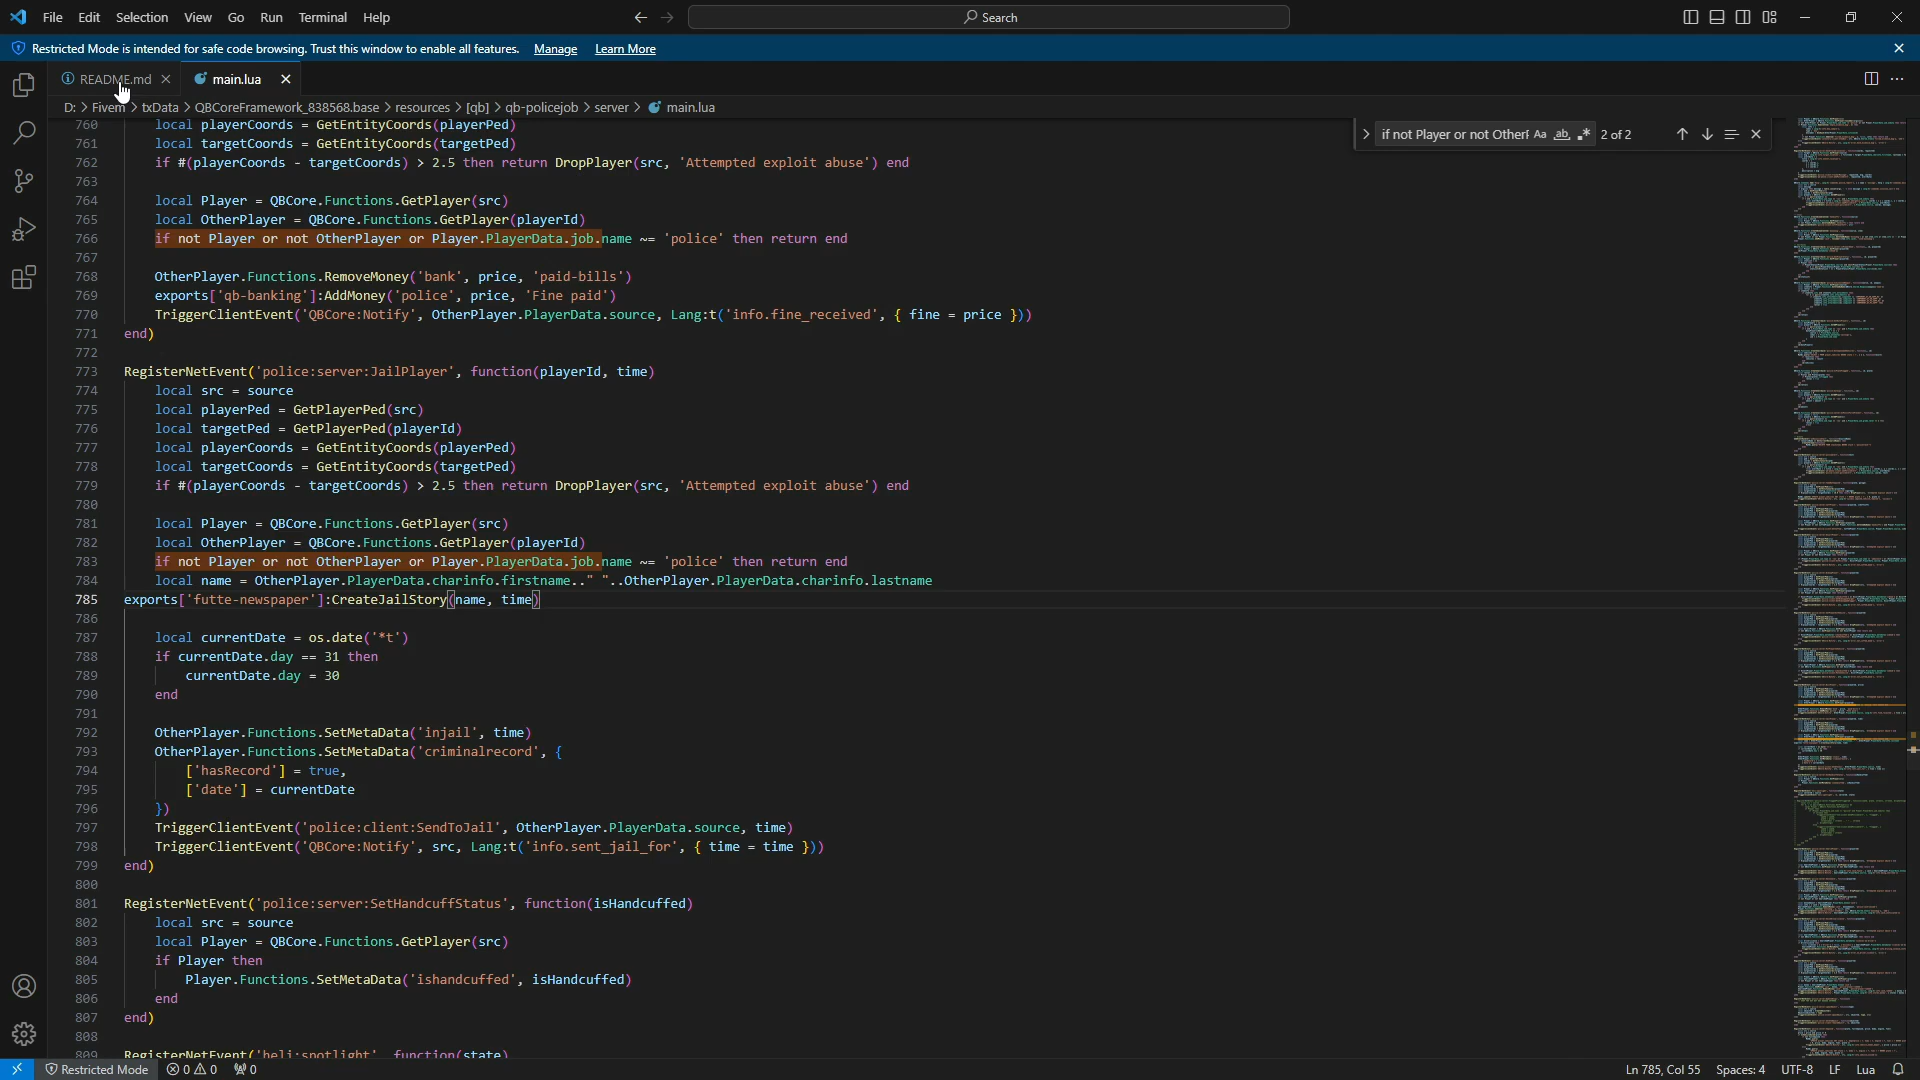 File Edit Selection View Go Run Terminal Help
Search
Restricted Mode is intended for safe code browsing. Trust this window to enable all features. Manage Learn More
README.md main.lua
D: > Fivem > txData > QBCoreFramework_838568.base > resources > [qb] > qb-policejob > server > main.lua
if not Player or not Other Aa ab 2 of 2
760 local playerCoords = GetEntityCoords(playerPed)
761 local targetCoords = GetEntityCoords(targetPed)
762 if #(playerCoords - targetCoords) > 2.5 then return DropPlayer(src, 'Attempted exploit abuse') end
763
764 local Player = QBCore.Functions.GetPlayer(src)
765 local OtherPlayer = QBCore.Functions.GetPlayer(playerId)
766 if not Player or not OtherPlayer or Player.PlayerData.job.name ~= 'police' then return end
767
768 OtherPlayer.Functions.RemoveMoney('bank', price, 'paid-bills')
769 exports['qb-banking']:AddMoney('police', price, 'Fine paid')
770 TriggerClientEvent('QBCore:Notify', OtherPlayer.PlayerData.source, Lang:t('info.fine_received', { fine = price }))
771 end)
772
773 RegisterNetEvent('police:server:JailPlayer', function(playerId, time)
774 local src = source
775 local playerPed = GetPlayerPed(src)
776 local targetPed = GetPlayerPed(playerId)
777 local playerCoords = GetEntityCoords(playerPed)
778 local targetCoords = GetEntityCoords(targetPed)
779 if #(playerCoords - targetCoords) > 2.5 then return DropPlayer(src, 'Attempted exploit abuse') end
780
781 local Player = QBCore.Functions.GetPlayer(src)
782 local OtherPlayer = QBCore.Functions.GetPlayer(playerId)
783 if not Player or not OtherPlayer or Player.PlayerData.job.name ~= 'police' then return end
784 local name = OtherPlayer.PlayerData.charinfo.firstname.." "..OtherPlayer.PlayerData.charinfo.lastname
785 exports['futte-newspaper']:CreateJailStory(name, time)
786
787 local currentDate = os.date('*t')
788 if currentDate.day == 31 then
789 currentDate.day = 30
790 end
791
792 OtherPlayer.Functions.SetMetaData('injail', time)
793 OtherPlayer.Functions.SetMetaData('criminalrecord', {
794 ['hasRecord'] = true,
795 ['date'] = currentDate
796 })
797 TriggerClientEvent('police:client:SendToJail', OtherPlayer.PlayerData.source, time)
798 TriggerClientEvent('QBCore:Notify', src, Lang:t('info.sent_jail_for', { time = time }))
799 end)
800
801 RegisterNetEvent('police:server:SetHandcuffStatus', function(isHandcuffed)
802 local src = source
803 local Player = QBCore.Functions.GetPlayer(src)
804 if Player then
805 Player.Functions.SetMetaData('ishandcuffed', isHandcuffed)
806 end
807 end)
808
809 RegisterNetEvent('heli:spotlight', function(state)
Restricted Mode 0 0 0 Ln 785, Col 55 Spaces: 4 UTF-8 LF Lua